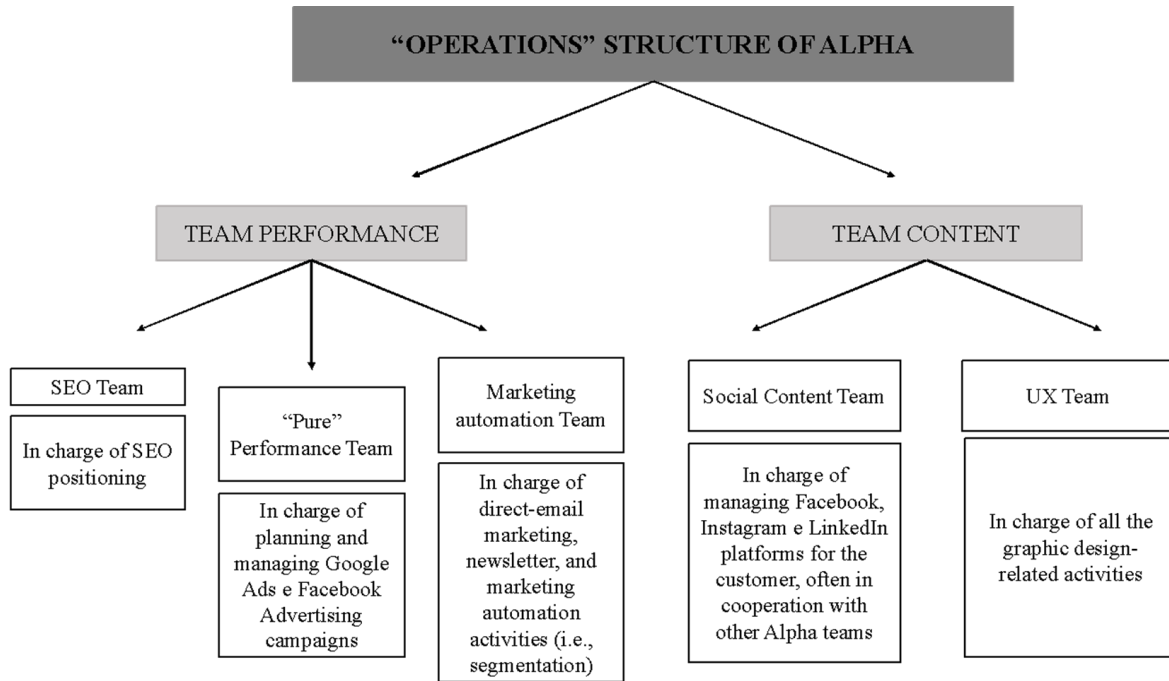 “OPERATIONS” STRUCTURE OF ALPHA
TEAM PERFORMANCE
TEAM CONTENT
SEO Team
In charge of SEO
positioning
“Pure”
Performance Team
In charge of
planning and
managing Google
Ads e Facebook
Advertising
campaigns
Marketing
automation Team
In charge of
direct-email
marketing,
newsletter, and
marketing
automation
activities (i.e.,
segmentation)
Social Content Team
In charge of
managing Facebook,
Instagram e LinkedIn
platforms for the
customer, often in
cooperation with
other Alpha teams
UX Team
In charge of all the
graphic design-
related activities